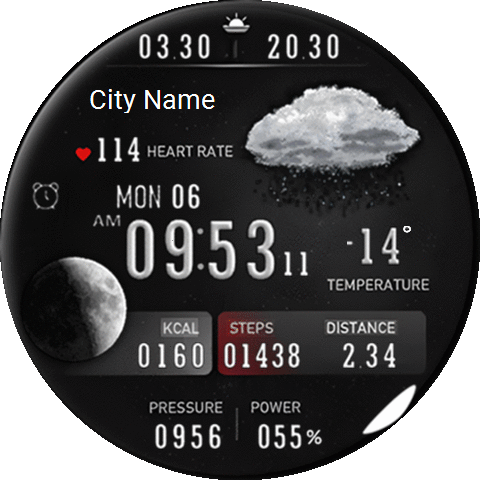 03.30 20.30
City Name
114 HEART RATE
MON 06
AM 09:53 11
-14°
TEMPERATURE
KCAL STEPS DISTANCE
0160 01438 2.34
PRESSURE POWER
0956 055%